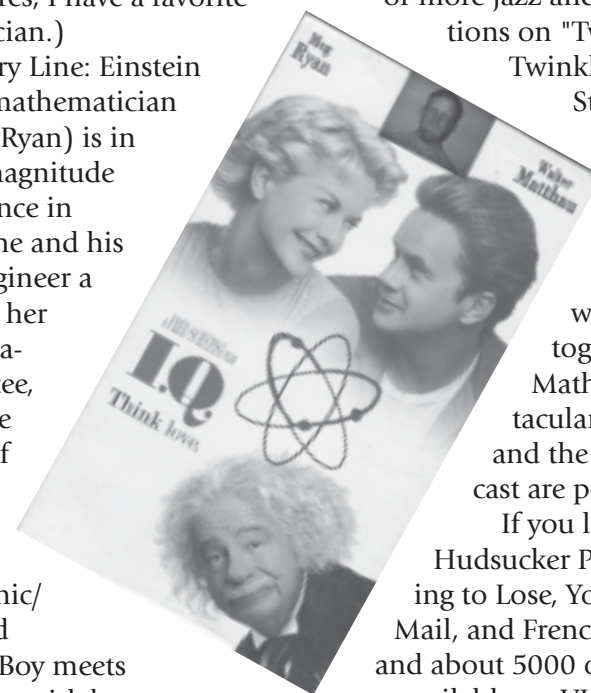 res, I have a favorite
cian.)
ry Line: Einstein
mathematician
Ryan) is in
magnitude
nce in
ne and his
gineer a
her
a-
ee,
e
f
nic/
d
Boy meets
Meg
Ryan
Walter
Matthau
I.Q.
Think love.
or more jazz and
tions on "Tw
Twinkl
St
w
tog
Math
tacular
and the
cast are p
If you l
Hudsucker P
ing to Lose, Yo
Mail, and Frenc
and about 5000 o